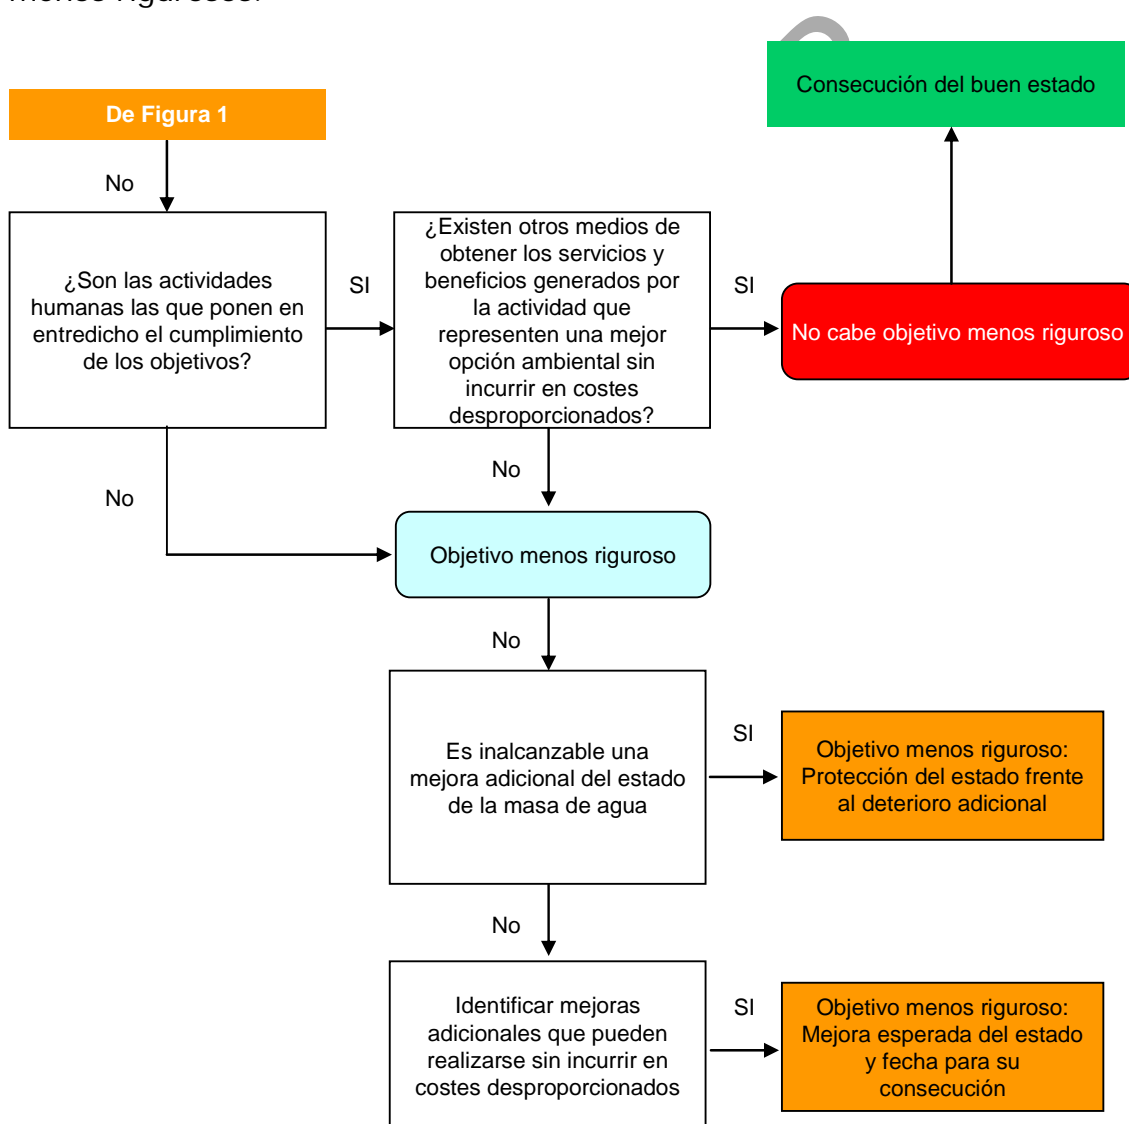 De Figura 1
Consecución del buen estado
No
¿Son las actividades
humanas las que ponen en
entredicho el cumplimiento
de los objetivos?
SI
¿Existen otros medios de
obtener los servicios y
beneficios generados por
la actividad que
representen una mejor
opción ambiental sin
incurrir en costes
desproporcionados?
SI
No cabe objetivo menos riguroso
No
No
Objetivo menos riguroso
No
Es inalcanzable una
mejora adicional del estado
de la masa de agua
SI
Objetivo menos riguroso:
Protección del estado frente
al deterioro adicional
No
Identificar mejoras
adicionales que pueden
realizarse sin incurrir en
costes desproporcionados
SI
Objetivo menos riguroso:
Mejora esperada del estado
y fecha para su
consecución